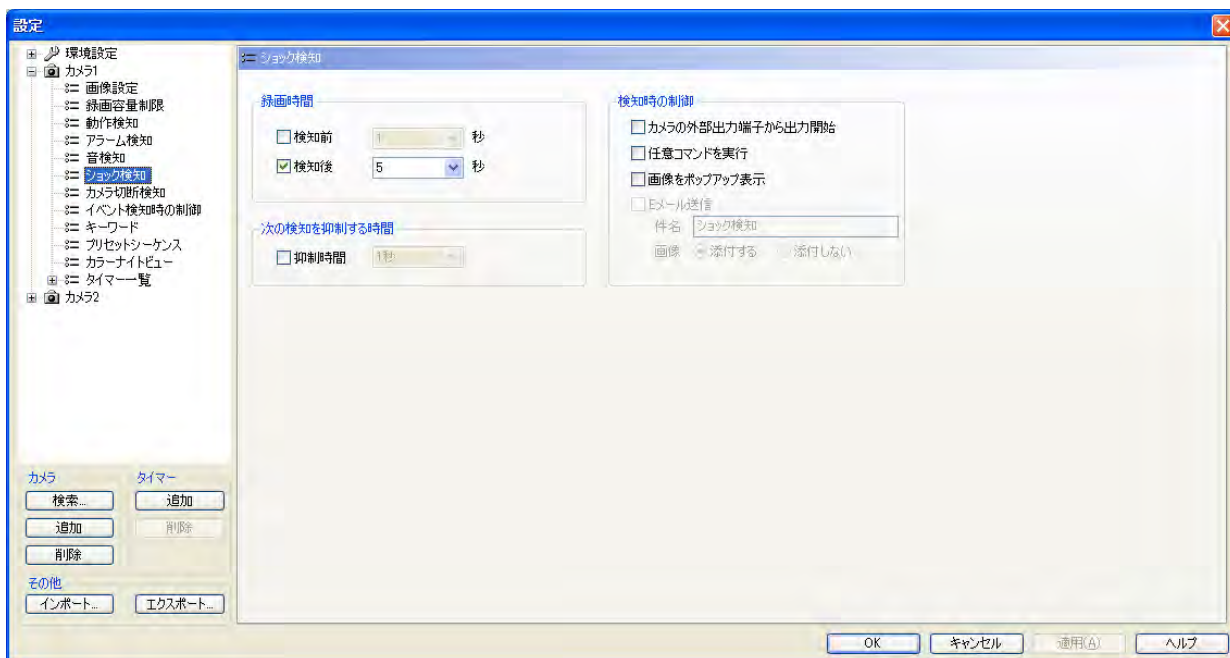 設定
環境設定
カメラ1
画像設定
録画容量制限
動作検知
アラーム検知
音検知
ショック検知
カメラ切断検知
イベント検知時の制御
キーワード
プリセットシーケンス
カラーナイトビュー
タイマー一覧
カメラ2
カメラ
検索...
追加
削除
タイマー
追加
削除
その他
インポート...
エクスポート...
ショック検知
録画時間
検知前 1 秒
検知後 5 秒
次の検知を抑制する時間
抑制時間 1秒
検知時の制御
カメラの外部出力端子から出力開始
任意コマンドを実行
画像をポップアップ表示
Eメール送信
件名 ショック検知
画像 添付する 添付しない
OK キャンセル 適用(A) ヘルプ